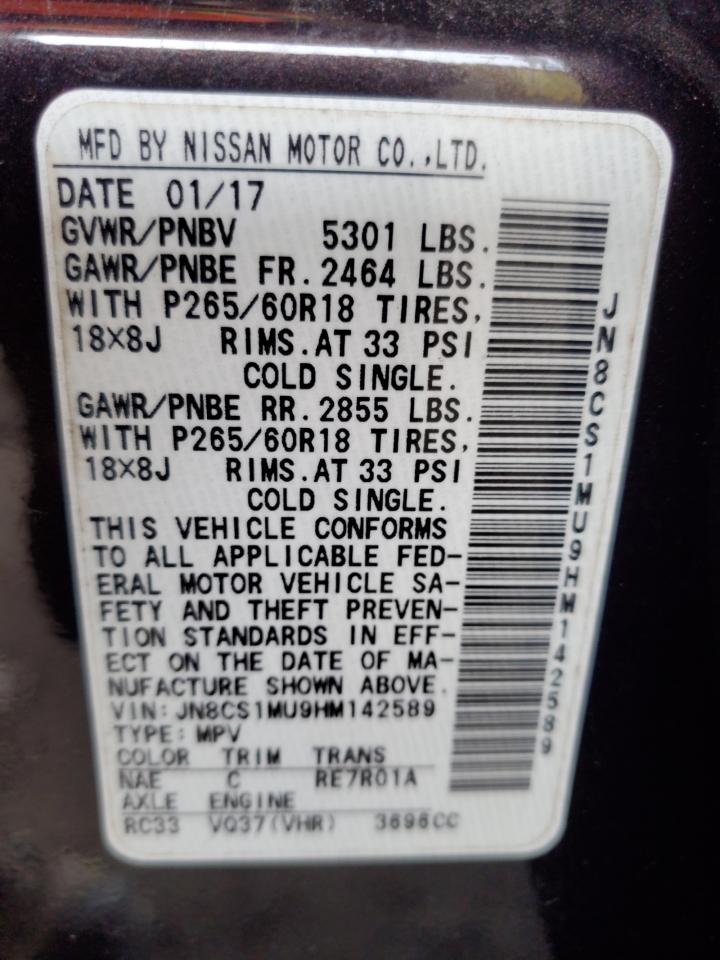 MFD BY NISSAN MOTOR CO.,LTD.
DATE 01/17
GVWR/PNBV 5301 LBS.
GAWR/PNBE FR. 2464 LBS.
WITH P265/60R18 TIRES,
18×8J RIMS. AT 33 PSI
COLD SINGLE.
GAWR/PNBE RR. 2855 LBS.
WITH P265/60R18 TIRES,
18×8J RIMS. AT 33 PSI
COLD SINGLE.
THIS VEHICLE CONFORMS
TO ALL APPLICABLE FED-
ERAL MOTOR VEHICLE SA-
FETY AND THEFT PREVEN-
TION STANDARDS IN EFF-
ECT ON THE DATE OF MA-
NUFACTURE SHOWN ABOVE.
VIN: JN8CS1MU9HM142589
TYPE: MPV
COLOR TRIM TRANS
NAE C RE7R01A
AXLE ENGINE
RC33 VQ37(VHR) 3696CC
JN8CS1MU9HM142589